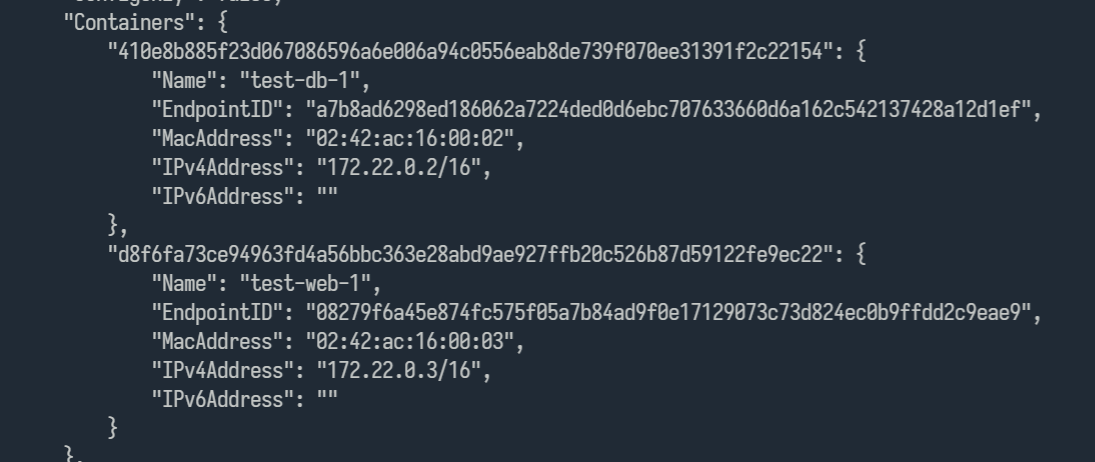 "Containers": {
"410e8b885f23d067086596a6e006a94c0556eab8de739f070ee31391f2c22154": {
"Name": "test-db-1",
"EndpointID": "a7b8ad6298ed186062a7224ded0d6ebc707633660d6a162c542137428a12d1ef",
"MacAddress": "02:42:ac:16:00:02",
"IPv4Address": "172.22.0.2/16",
"IPv6Address": ""
},
"d8f6fa73ce94963fd4a56bbc363e28abd9ae927ffb20c526b87d59122fe9ec22": {
"Name": "test-web-1",
"EndpointID": "08279f6a45e874fc575f05a7b84ad9f0e17129073c73d824ec0b9ffdd2c9eae9",
"MacAddress": "02:42:ac:16:00:03",
"IPv4Address": "172.22.0.3/16",
"IPv6Address": ""
}
},